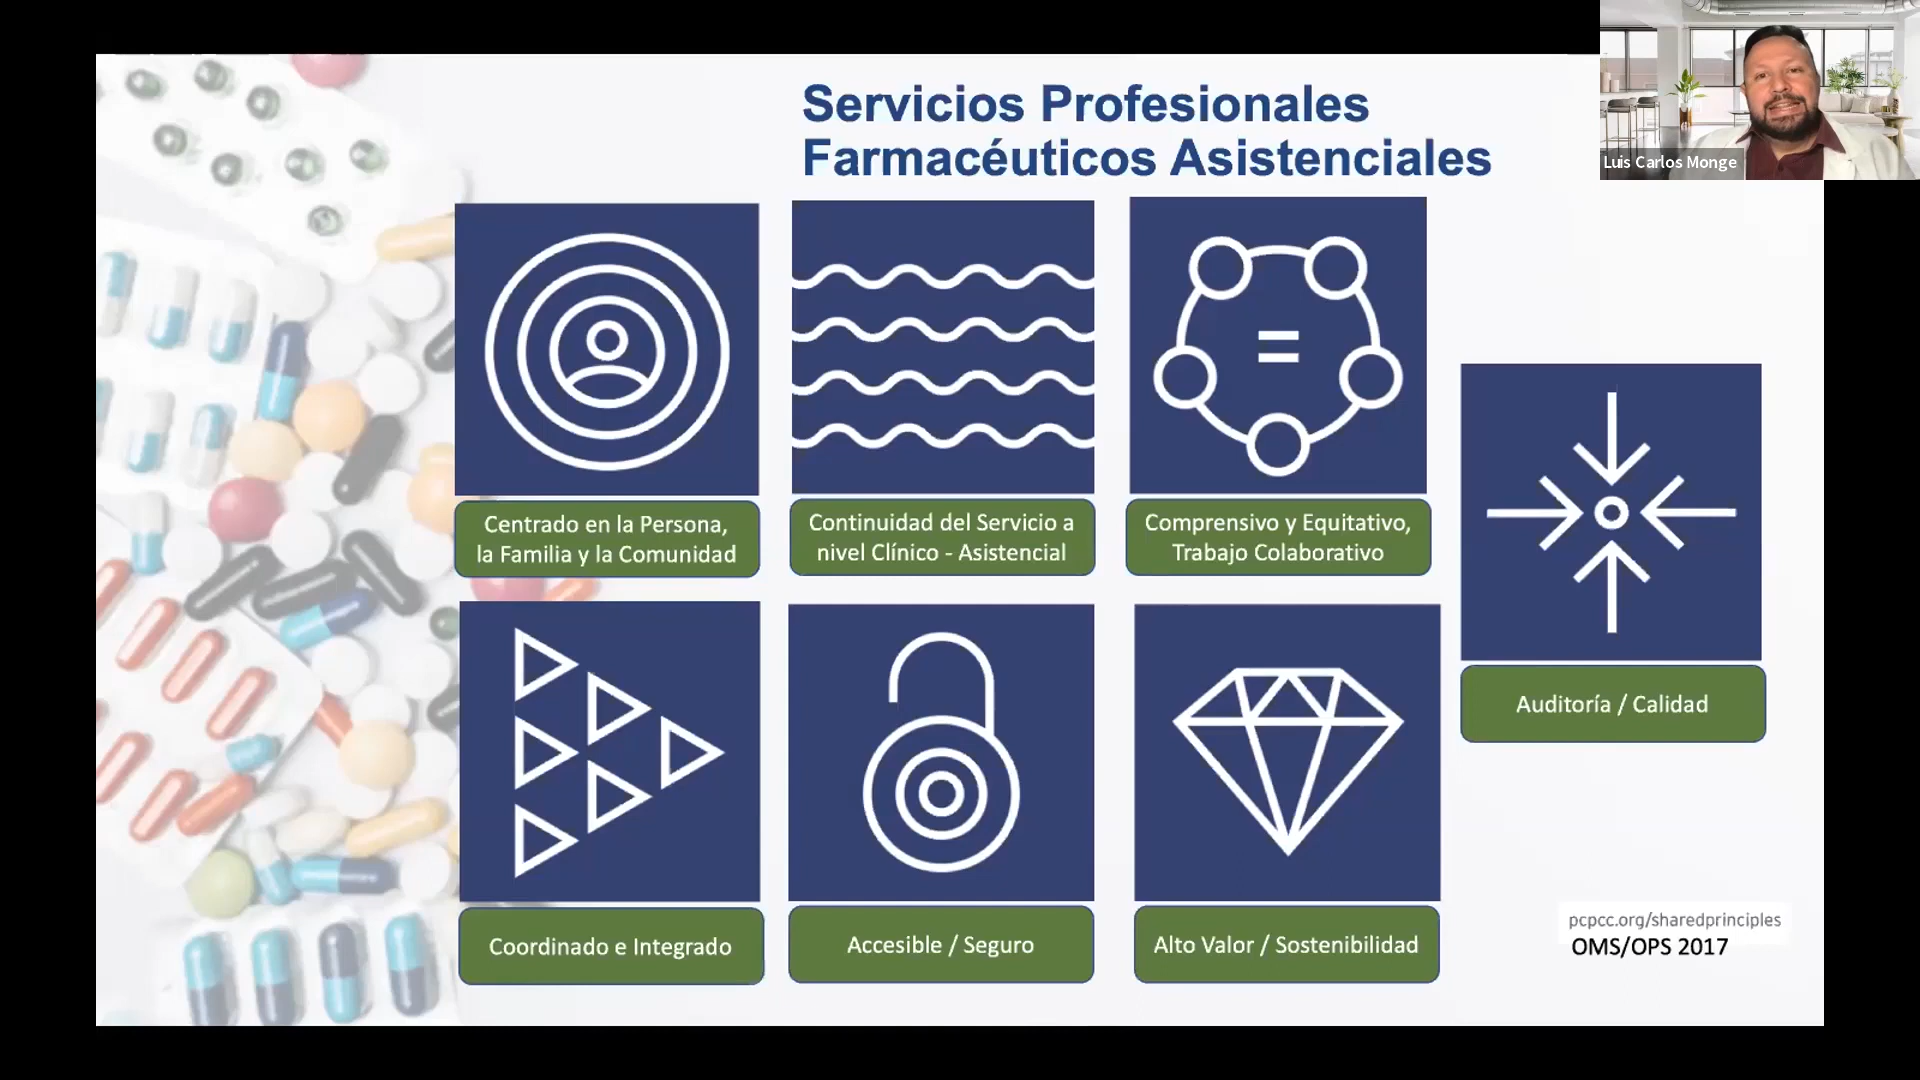 Servicios Profesionales
Farmacéuticos Asistenciales
Luis Carlos Monge
Centrado en la Persona,
la Familia y la Comunidad
Continuidad del Servicio a
nivel Clínico - Asistencial
Comprensivo y Equitativo,
Trabajo Colaborativo
Auditoría / Calidad
Coordinado e Integrado
Accesible / Seguro
Alto Valor / Sostenibilidad
pcpcc.org/sharedprinciples
OMS/OPS 2017